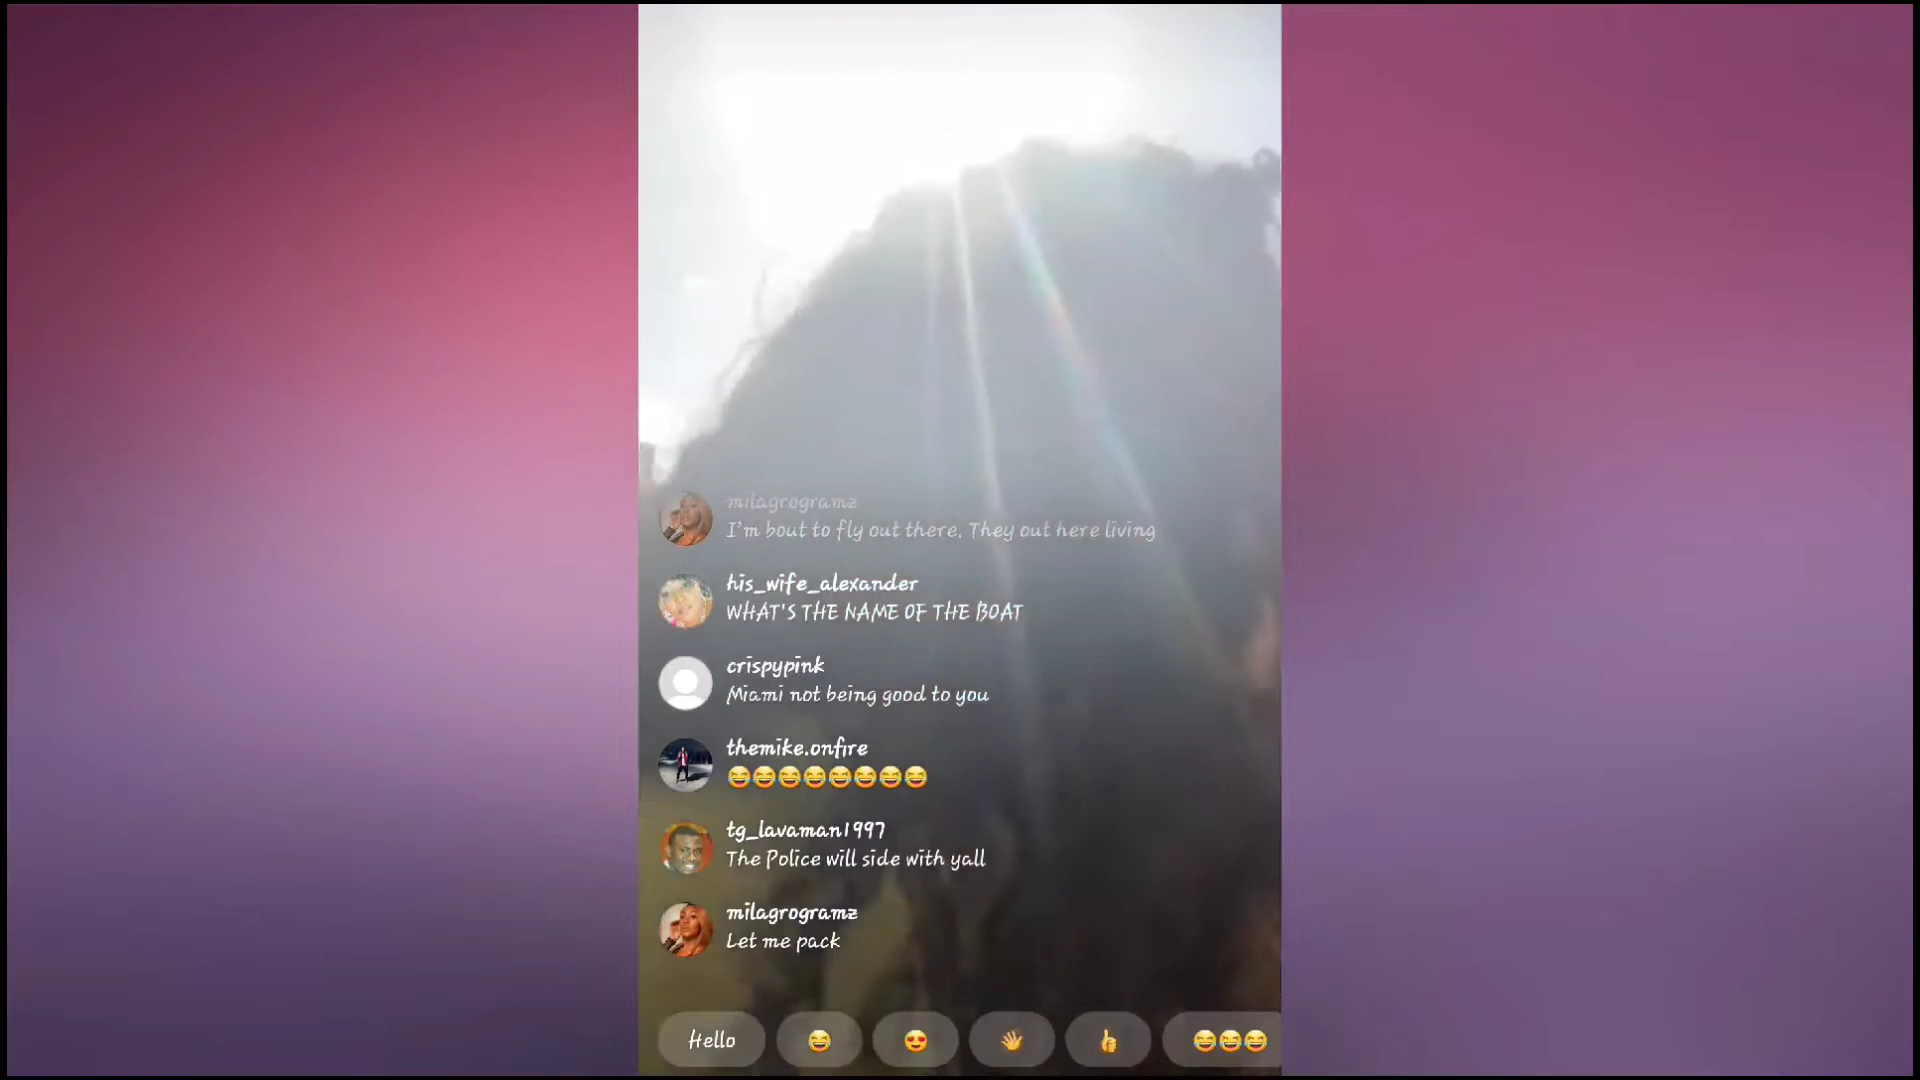 milagrogramz
I'm bout to fly out there. They out here living
his_wife_alexander
WHAT'S THE NAME OF THE BOAT
crispypink
Miami not being good to you
themike.onfire
😂😂😂😂😂😂😂😂
tg_lavaman1997
The Police will side with yall
milagrogramz
Let me pack
Hello 😂 😍 👋 👍 😂😂😂